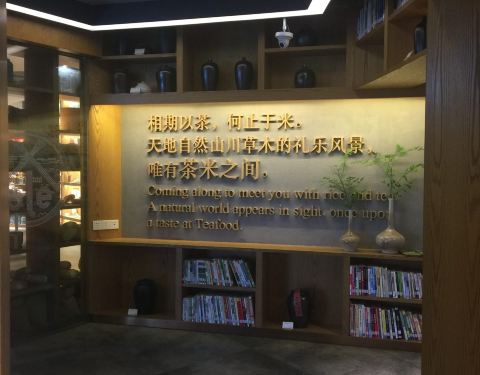 相期以茶，何止于米。
天地自然山川草木的礼乐风景，
唯有茶米之间。
Coming along to meet you with rice and tea.
A natural world appears in sight, once upon
a taste at Teafood.